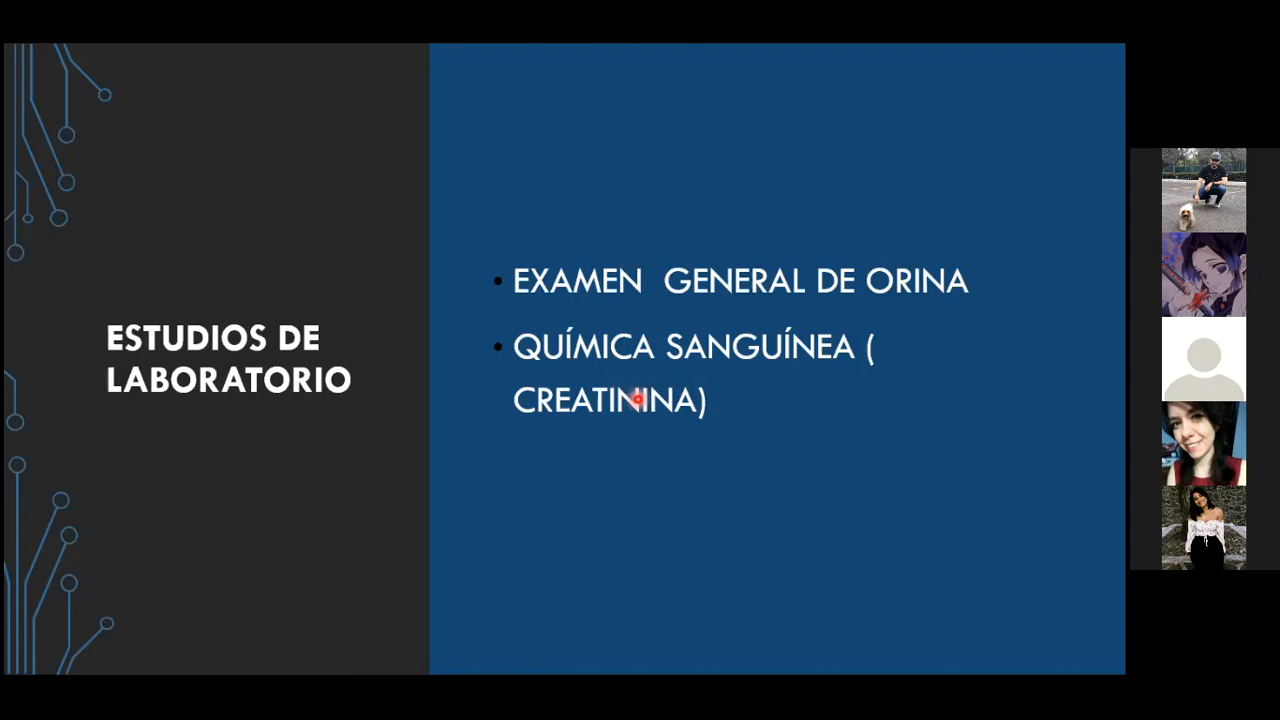 ESTUDIOS DE
LABORATORIO
• EXAMEN  GENERAL DE ORINA
• QUÍMICA SANGUÍNEA (
CREATININA)